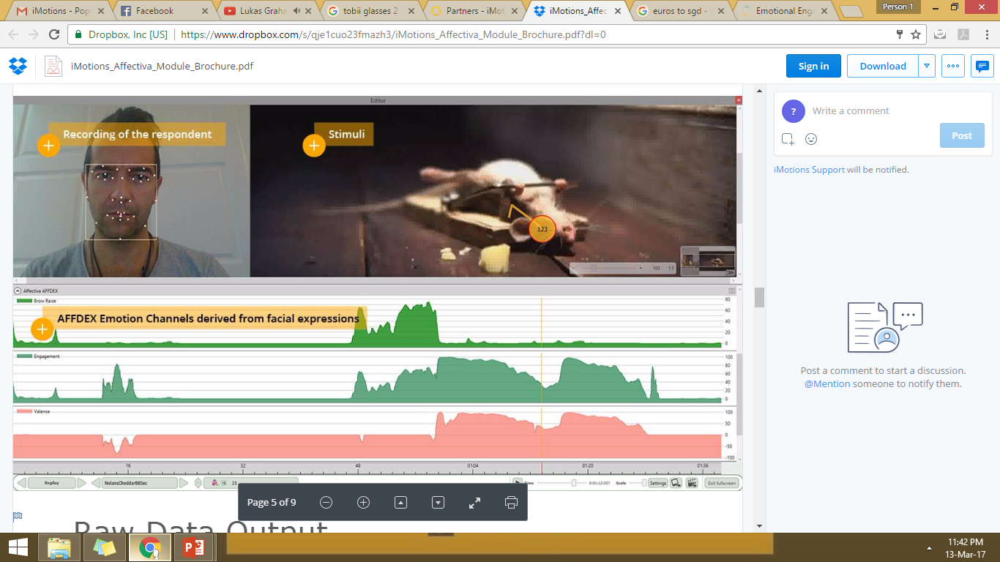 iMotions - Pop
Facebook
Lukas Graha
tobii glasses 2
Partners - iMot
iMotions_Affec
euros to sgd -
Emotional Eng
Person 1
Dropbox, Inc [US]
https://www.dropbox.com/s/qje1cuo23fmazh3/iMotions_Affectiva_Module_Brochure.pdf?dl=0
iMotions_Affectiva_Module_Brochure.pdf
Sign in
Download
Editor
Recording of the respondent
Stimuli
123
100 1:1
?
Write a comment
Post
iMotions Support will be notified.
Affectiva AFFDEX
Brow Raise
AFFDEX Emotion Channels derived from facial expressions
80
60
40
20
0
Engagement
100
80
60
40
20
0
Valence
100
50
0
-50
-100
16
32
48
01:04
01:20
01:36
Post a comment to start a discussion.
@Mention someone to notify them.
Replay
NolansCheddar88Sec
18 35
Time
0:01:13.557
Scale
Settings
Exit fullscreen
Page 5 of 9
Raw Data Output
11:42 PM
13-Mar-17